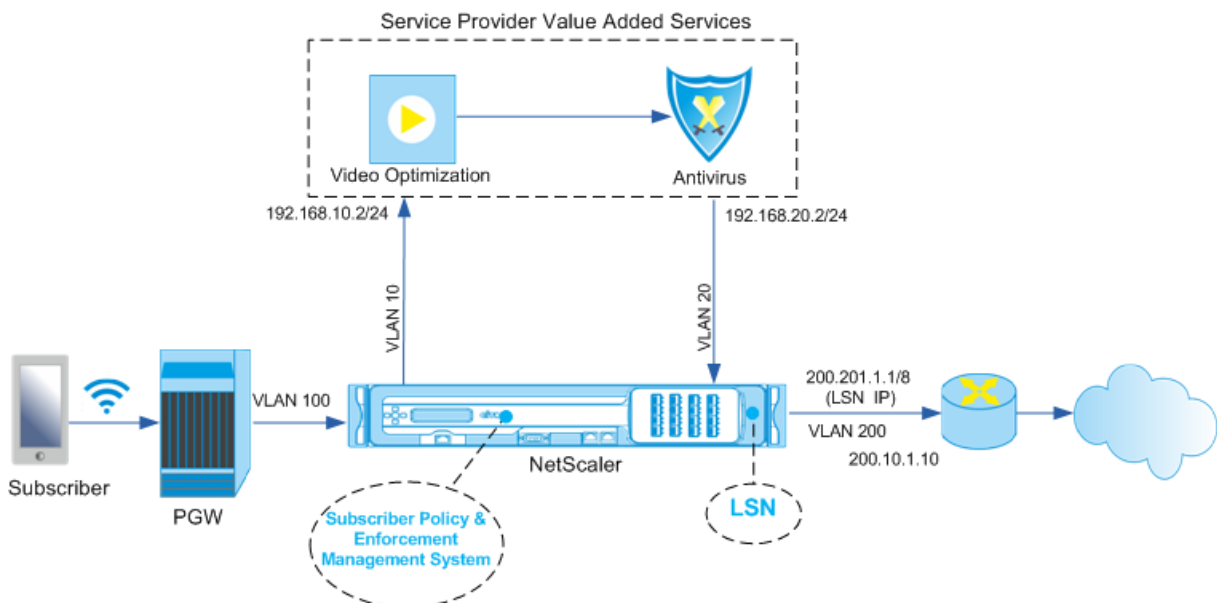 Service Provider Value Added Services
Video Optimization
Antivirus
192.168.10.2/24
192.168.20.2/24
VLAN 10
VLAN 20
VLAN 100
200.201.1.1/8
(LSN IP)
VLAN 200
200.10.1.10
NetScaler
Subscriber
PGW
Subscriber Policy &
Enforcement
Management System
LSN